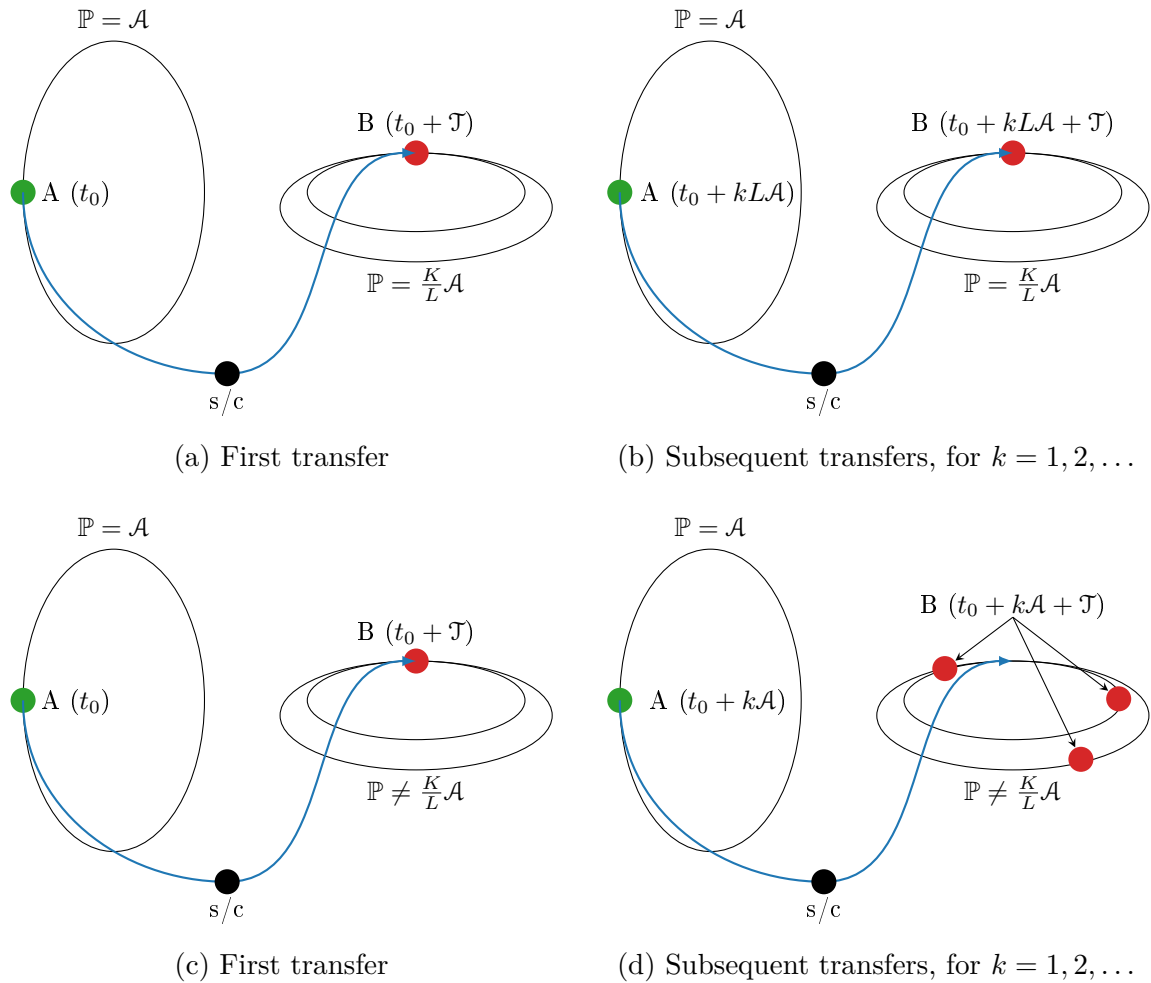 ℙ = 𝒜
ℙ = 𝒜
B (t₀ + 𝒯)
B (t₀ + kL𝒜 + 𝒯)
A (t₀)
A (t₀ + kL𝒜)
ℙ = K/L 𝒜
ℙ = K/L 𝒜
s/c
s/c
(a) First transfer
(b) Subsequent transfers, for k = 1, 2, …
ℙ = 𝒜
ℙ = 𝒜
B (t₀ + 𝒯)
B (t₀ + k𝒜 + 𝒯)
A (t₀)
A (t₀ + k𝒜)
ℙ ≠ K/L 𝒜
ℙ ≠ K/L 𝒜
s/c
s/c
(c) First transfer
(d) Subsequent transfers, for k = 1, 2, …